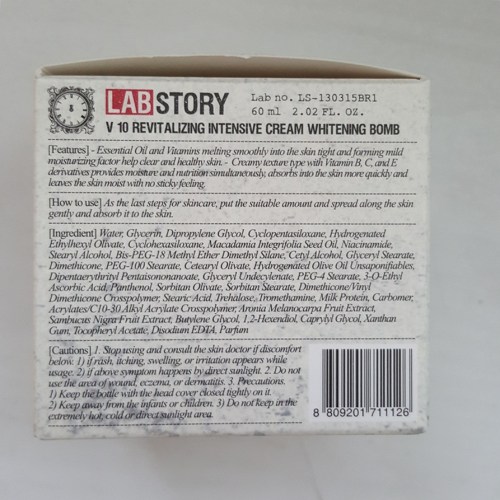 LABSTORY
Lab no. LS-130315BR1
60 ml 2.02 FL. OZ.
V 10 REVITALIZING INTENSIVE CREAM WHITENING BOMB
[Features] - Essential Oil and Vitamins melting smoothly into the skin tight and forming mild
moisturizing factor help clear and healthy skin. - Creamy texture type with Vitamin B, C, and E
derivatives provides moisture and nutrition simultaneously, absorbs into the skin more quickly and
leaves the skin moist with no sticky feeling.
[How to use] As the last steps for skincare, put the suitable amount and spread along the skin
gently and absorb it to the skin.
[Ingredient] Water, Glycerin, Dipropylene Glycol, Cyclopentasiloxane, Hydrogenated
Ethylhexyl Olivate, Cyclohexasiloxane, Macadamia Integrifolia Seed Oil, Niacinamide,
Stearyl Alcohol, Bis-PEG-18 Methyl Ether Dimethyl Silane, Cetyl Alcohol, Glyceryl Stearate,
Dimethicone, PEG-100 Stearate, Cetearyl Olivate, Hydrogenated Olive Oil Unsaponifiables,
Dipentaerythrityl Pentaisononanoate, Glyceryl Undecylenate, PEG-4 Stearate, 3-O-Ethyl
Ascorbic Acid, Panthenol, Sorbitan Olivate, Sorbitan Stearate, Dimethicone/Vinyl
Dimethicone Crosspolymer, Stearic Acid, Trehalose, Tromethamine, Milk Protein, Carbomer,
Acrylates/C10-30 Alkyl Acrylate Crosspolymer, Aronia Melanocarpa Fruit Extract,
Sambucus Nigra Fruit Extract, Butylene Glycol, 1,2-Hexendiol, Caprylyl Glycol, Xanthan
Gum, Tocopheryl Acetate, Disodium EDTA, Parfum
[Cautions] 1. Stop using and consult the skin doctor if discomfort
below. 1) if rash, itching, swelling, or irritation appears while
usage. 2) if above symptom happens by direct sunlight. 2. Do not
use the area of wound, eczema, or dermatitis. 3. Precautions.
1) Keep the bottle with the head cover closed tightly on it.
2) Keep away from the infants or children. 3) Do not keep in the
extremely hot, cold or direct sunlight area.
8 809201 711126